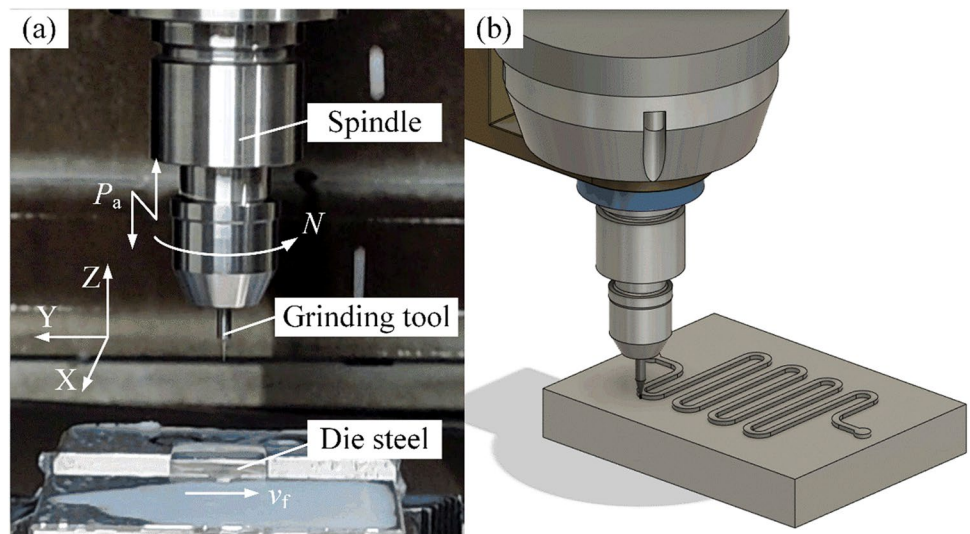 (a)
Spindle
Pa
N
Z
Grinding tool
Y
X
Die steel
vf
(b)